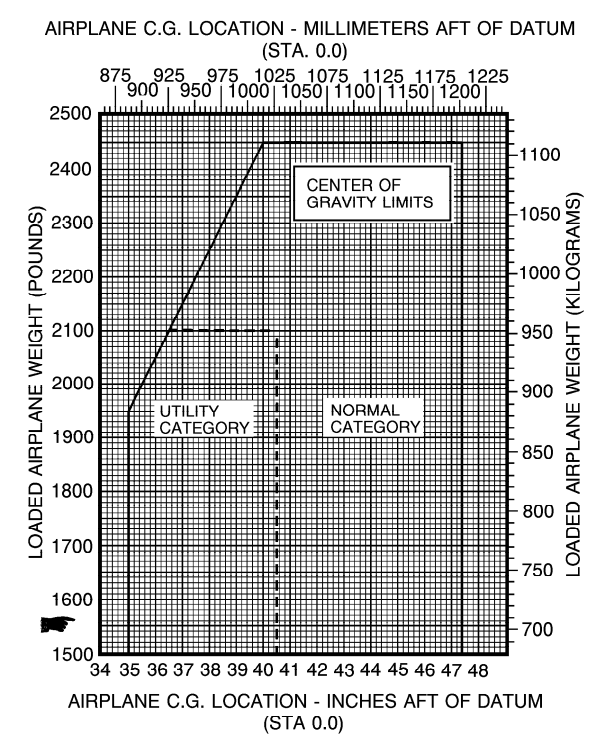 AIRPLANE C.G. LOCATION - MILLIMETERS AFT OF DATUM
(STA. 0.0)
875 925 975 1025 1075 1125 1175 1225
900 950 1000 1050 1100 1150 1200
LOADED AIRPLANE WEIGHT (POUNDS)
2500
2400
2300
2200
2100
2000
1900
1800
1700
1600
1500
CENTER OF
GRAVITY LIMITS
UTILITY
CATEGORY
NORMAL
CATEGORY
1100
1050
1000
950
900
850
800
750
700
LOADED AIRPLANE WEIGHT (KILOGRAMS)
34 35 36 37 38 39 40 41 42 43 44 45 46 47 48
AIRPLANE C.G. LOCATION - INCHES AFT OF DATUM
(STA 0.0)